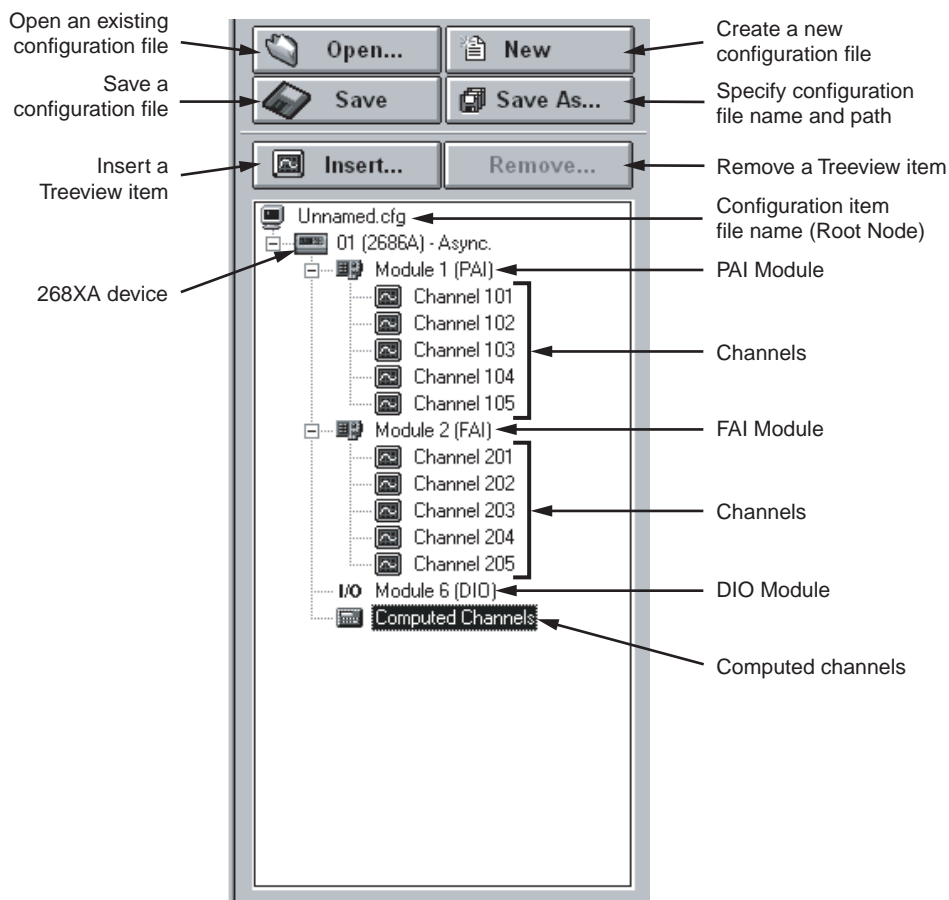 Open an existing
configuration file
Open...
New
Create a new
configuration file
Save a
configuration file
Save
Save As...
Specify configuration
file name and path
Insert a
Treeview item
Insert...
Remove...
Remove a Treeview item
Unnamed.cfg
Configuration item
file name (Root Node)
01 (2686A) - Async.
268XA device
Module 1 (PAI)
PAI Module
Channel 101
Channel 102
Channel 103
Channels
Channel 104
Channel 105
Module 2 (FAI)
FAI Module
Channel 201
Channel 202
Channel 203
Channels
Channel 204
Channel 205
I/O Module 6 (DIO)
DIO Module
Computed Channels
Computed channels